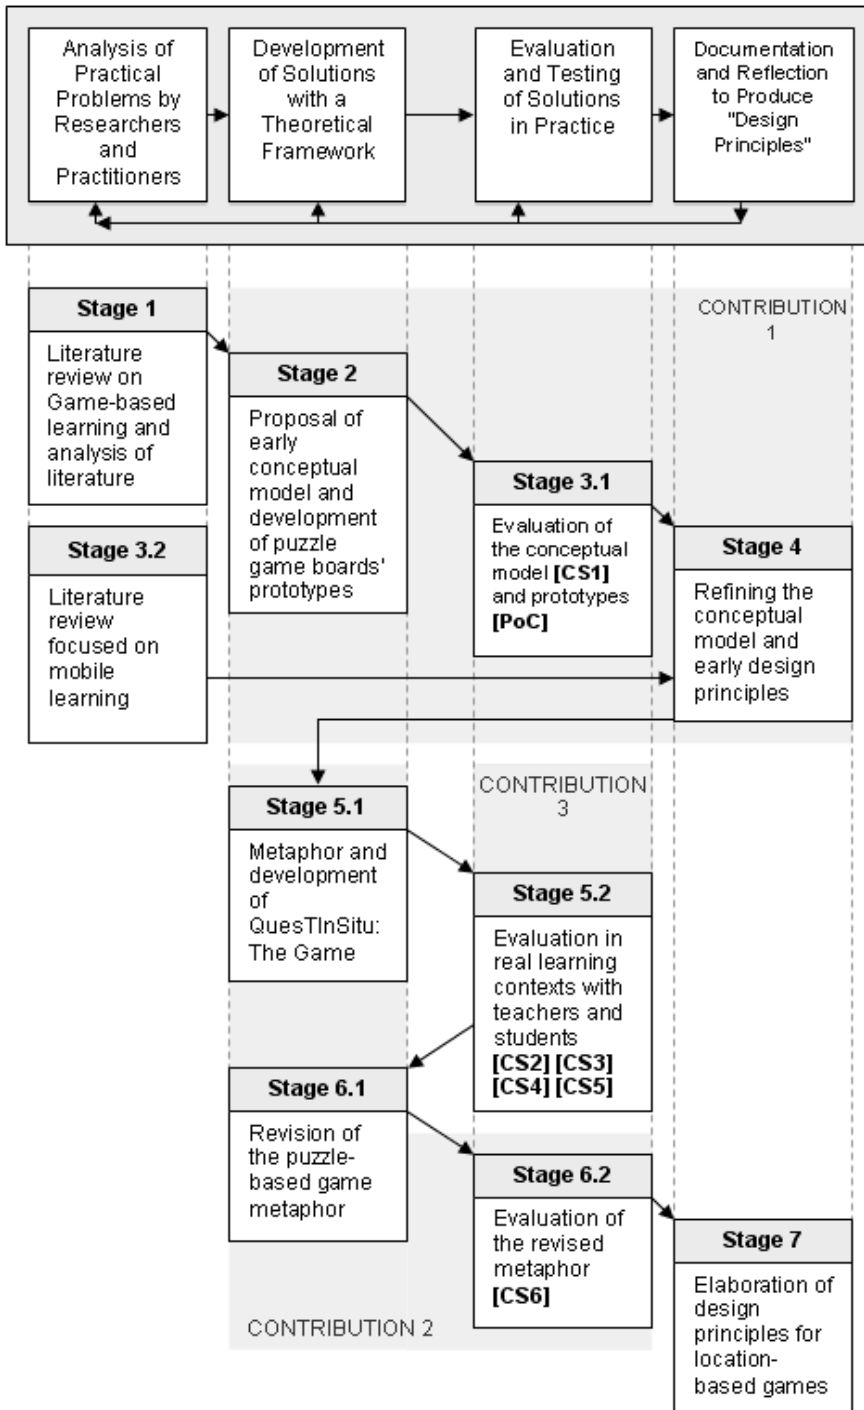 Analysis of
Practical
Problems by
Researchers
and
Practitioners
Development
of Solutions
with a
Theoretical
Framework
Evaluation
and Testing
of Solutions
in Practice
Documentation
and Reflection
to Produce
"Design
Principles"
CONTRIBUTION
1
Stage 1
Literature
review on
Game-based
learning and
analysis of
literature
Stage 2
Proposal of
early
conceptual
model and
development
of puzzle
game boards'
prototypes
Stage 3.1
Evaluation of
the conceptual
model [CS1]
and prototypes
[PoC]
Stage 3.2
Literature
review
focused on
mobile
learning
Stage 4
Refining the
conceptual
model and
early design
principles
Stage 5.1
Metaphor and
development
of
QuesTInSitu:
The Game
CONTRIBUTION
3
Stage 5.2
Evaluation in
real learning
contexts with
teachers and
students
[CS2] [CS3]
[CS4] [CS5]
Stage 6.1
Revision of
the puzzle-
based game
metaphor
Stage 6.2
Evaluation of
the revised
metaphor
[CS6]
CONTRIBUTION 2
Stage 7
Elaboration of
design
principles for
location-
based games